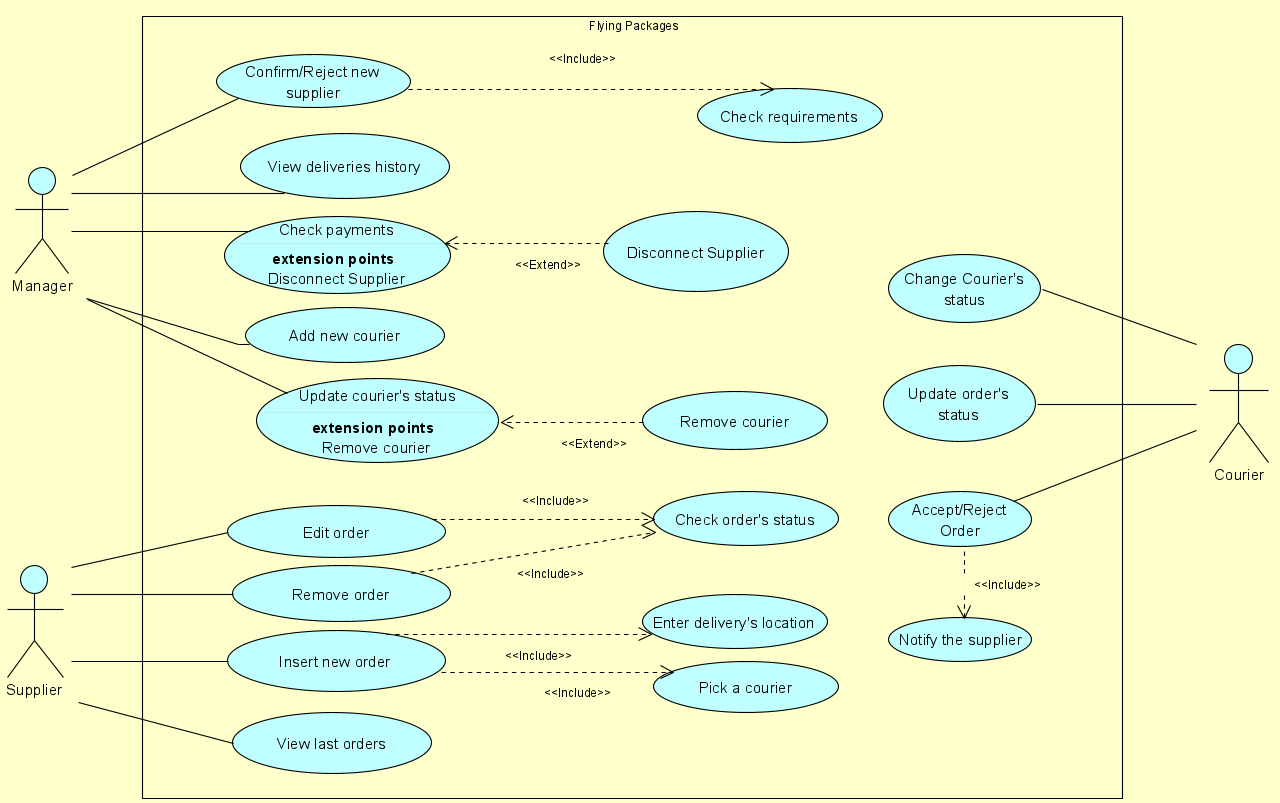 Flying Packages
Confirm/Reject new
supplier
<<Include>>
Check requirements
View deliveries history
Manager
Check payments
extension points
Disconnect Supplier
<<Extend>>
Disconnect Supplier
Add new courier
Update courier's status
extension points
Remove courier
<<Extend>>
Remove courier
Change Courier's
status
Update order's
status
Courier
Accept/Reject
Order
<<Include>>
Notify the supplier
Edit order
<<Include>>
Check order's status
Remove order
<<Include>>
Supplier
Insert new order
<<Include>>
Enter delivery's location
<<Include>>
Pick a courier
View last orders